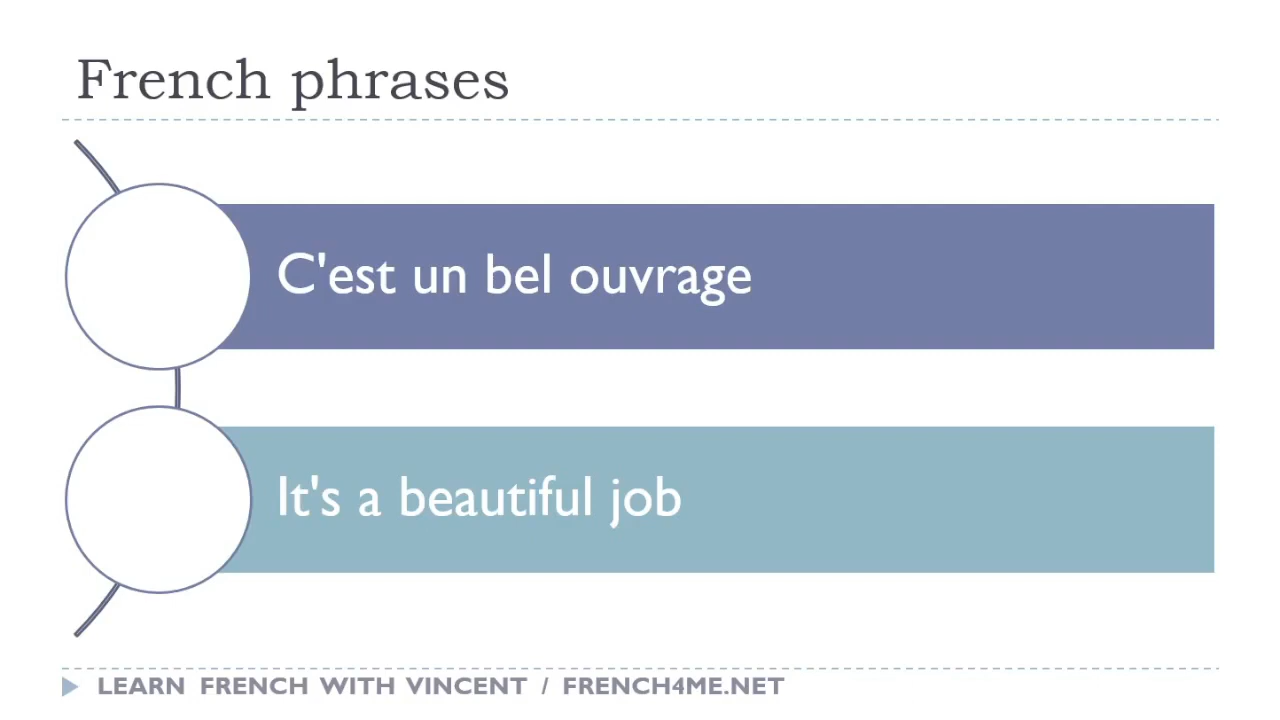 French phrases
C'est un bel ouvrage
It's a beautiful job
LEARN FRENCH WITH VINCENT / FRENCH4ME.NET